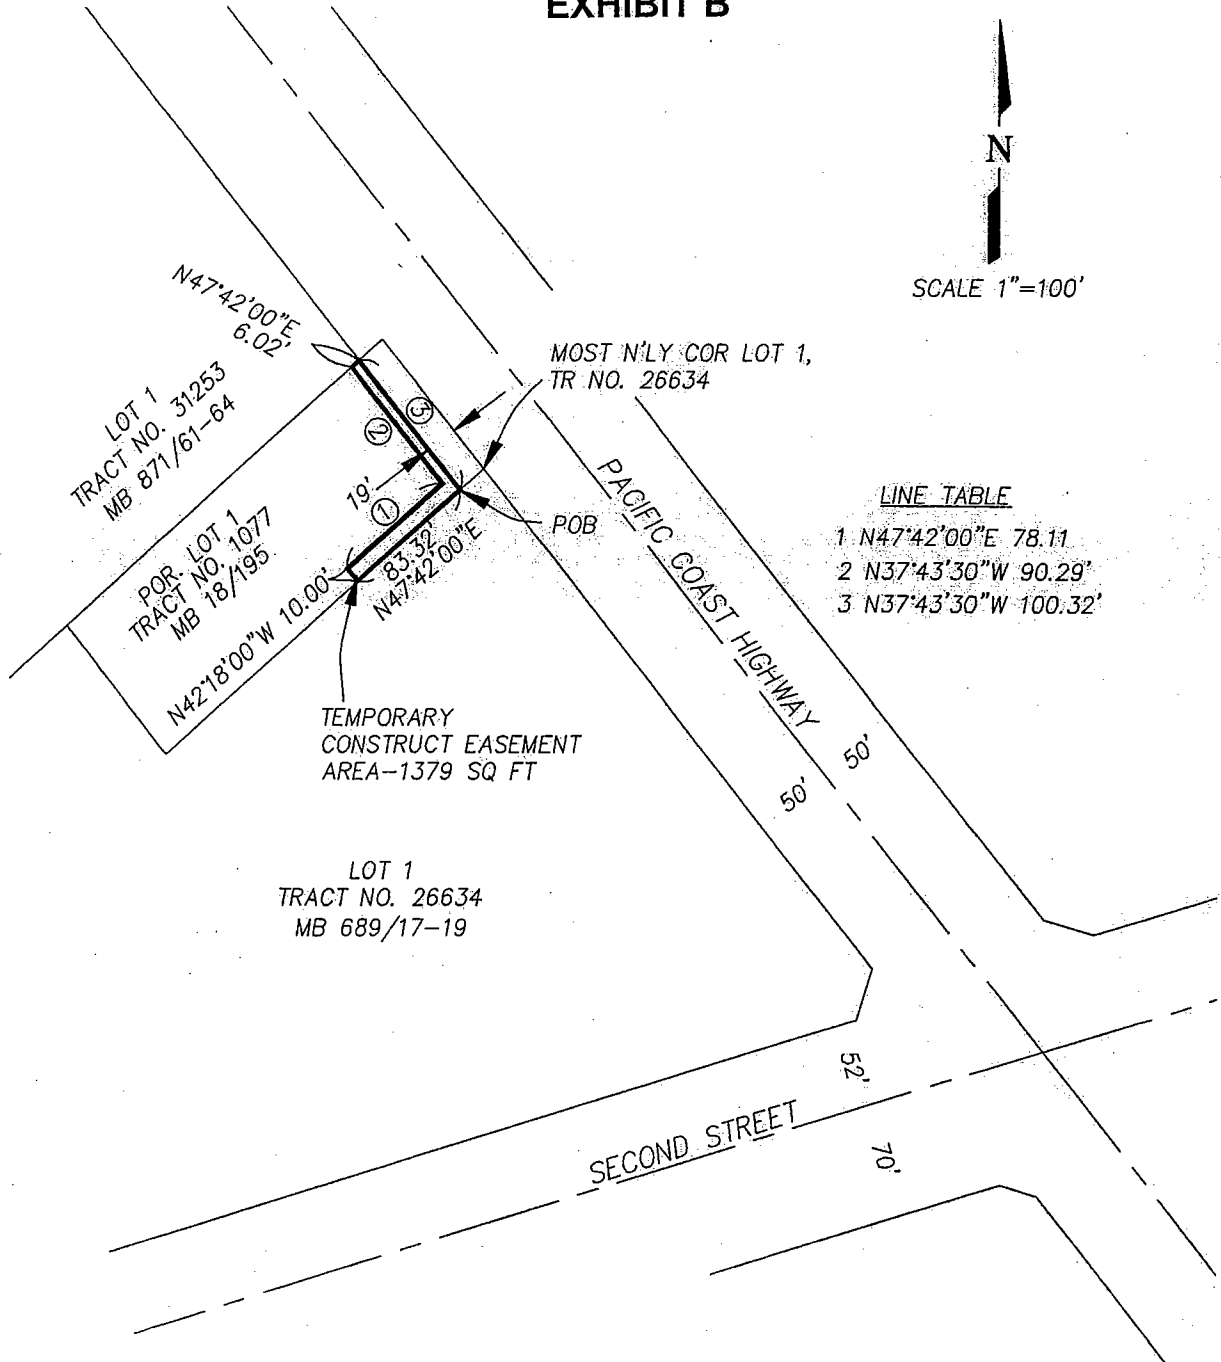 EXHIBIT B
N
SCALE 1"=100'
N47°42'00"E
6.02'
MOST N'LY COR LOT 1,
TR NO. 26634
LOT 1
TRACT NO. 31253
MB 871/61-64
3
2
19'
1
POB
83.32'
N47°42'00"E
POR. LOT 1
TRACT NO. 1077
MB 18/195
N42°18'00"W 10.00'
LINE TABLE
1 N47°42'00"E 78.11
2 N37°43'30"W 90.29'
3 N37°43'30"W 100.32'
PACIFIC COAST HIGHWAY
50'
50'
TEMPORARY
CONSTRUCT EASEMENT
AREA-1379 SQ FT
LOT 1
TRACT NO. 26634
MB 689/17-19
52'
SECOND STREET
70'